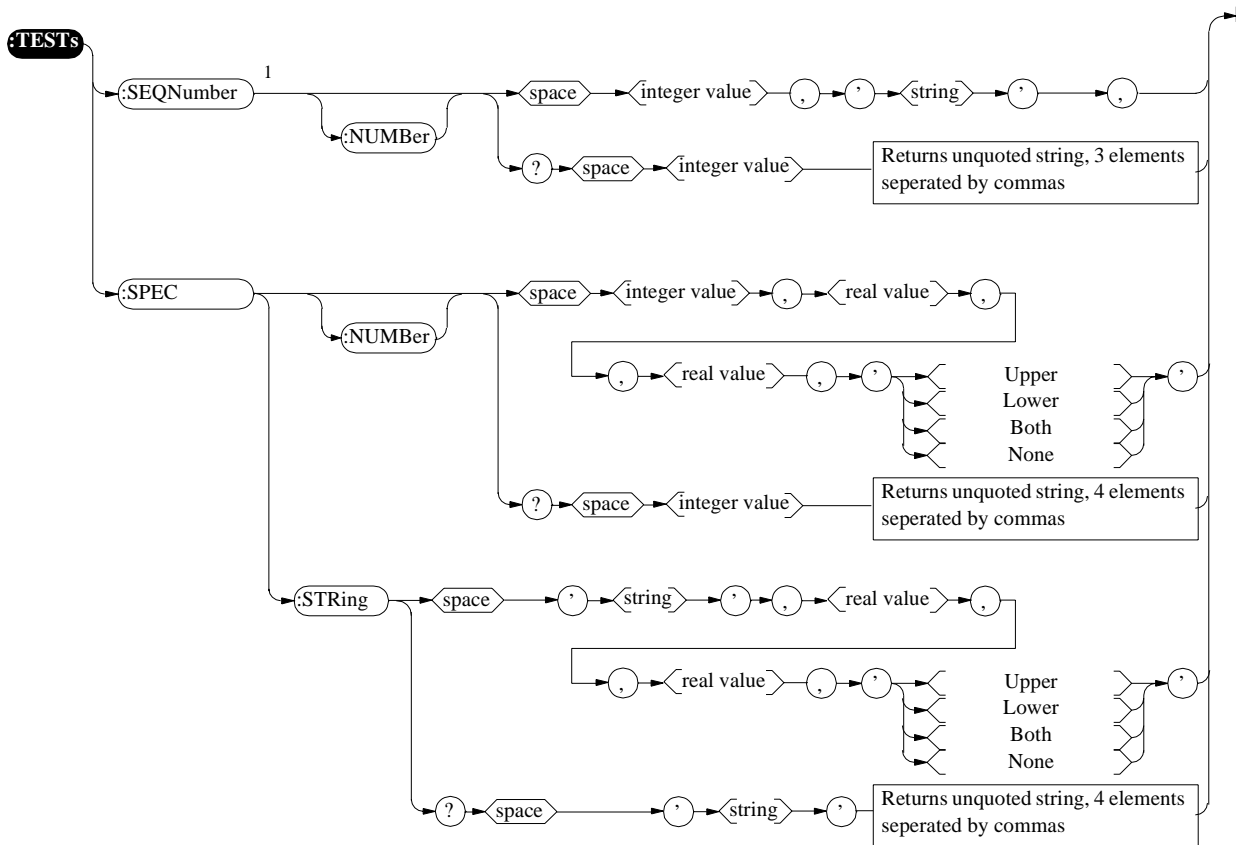 :TESTs
:SEQNumber 1 space integer value , ’ string ’ ,
:NUMBer
? space integer value Returns unquoted string, 3 elements
seperated by commas
:SPEC space integer value , real value ,
:NUMBer
, real value , ’ Upper ’
Lower
Both
None
? space integer value Returns unquoted string, 4 elements
seperated by commas
:STRing space ’ string ’ , real value ,
, real value , ’ Upper ’
Lower
Both
None
? space ’ string ’ Returns unquoted string, 4 elements
seperated by commas